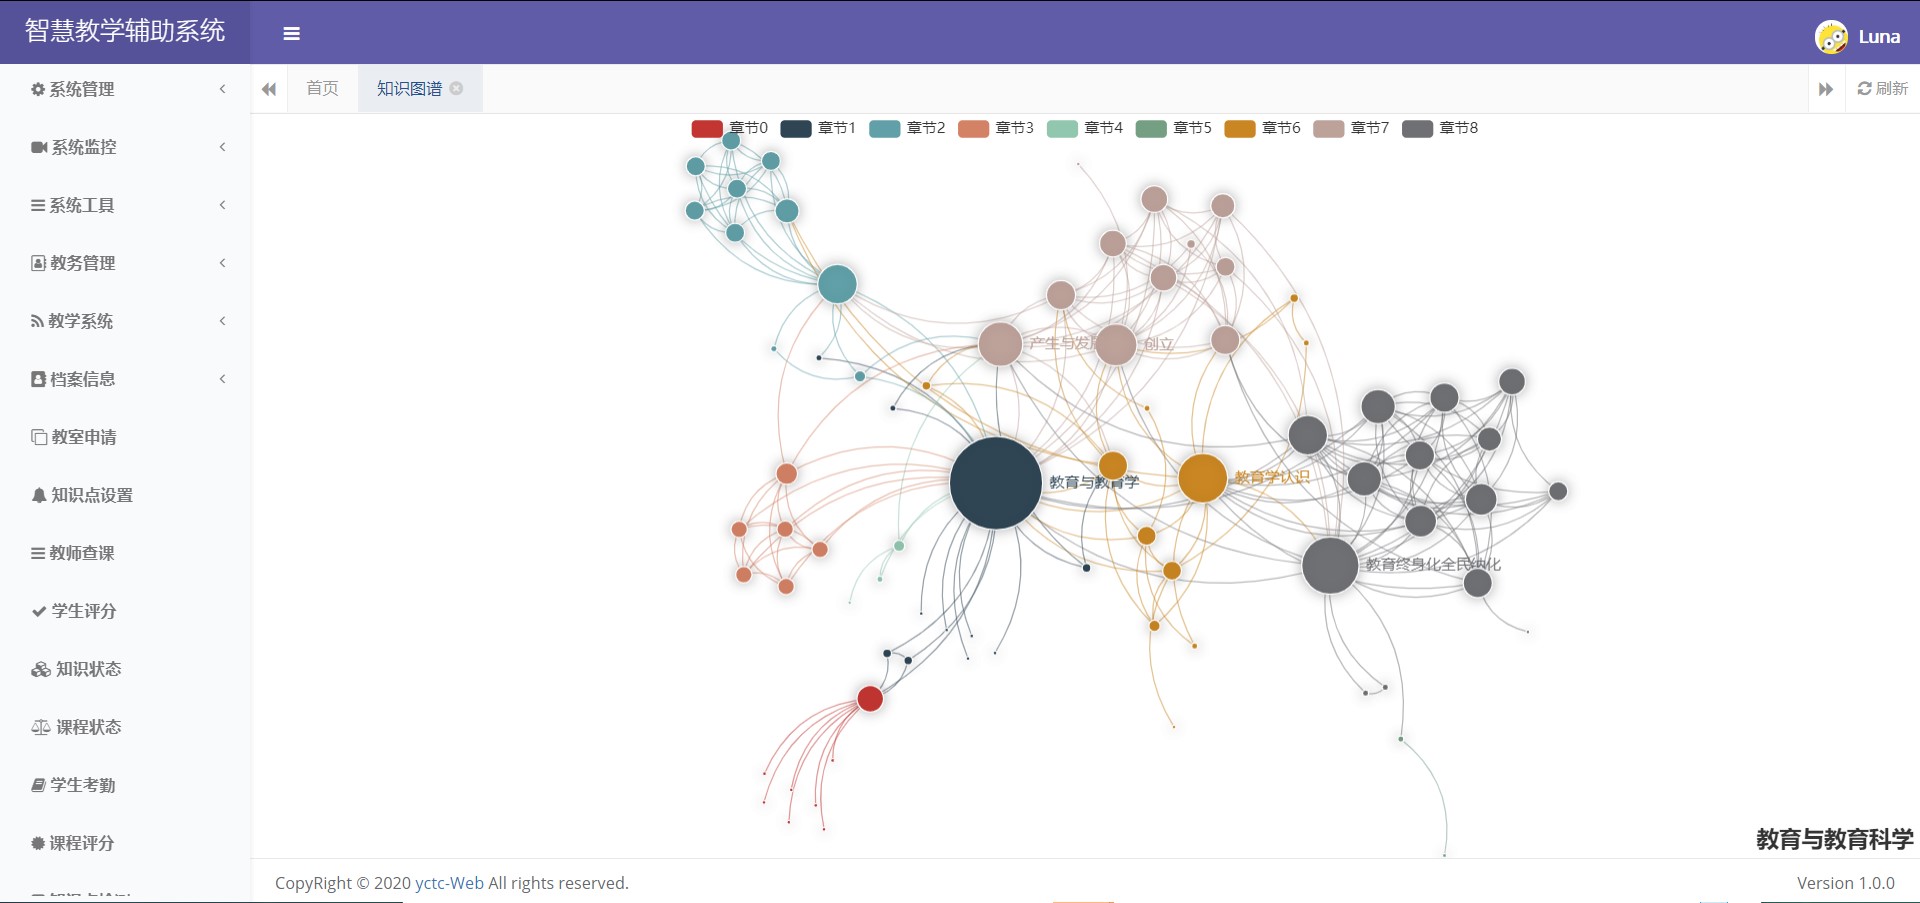 智慧教学辅助系统
Luna
系统管理
系统监控
系统工具
教务管理
教学系统
档案信息
教室申请
知识点设置
教师查课
学生评分
知识状态
课程状态
学生考勤
课程评分
首页
知识图谱
刷新
章节0 章节1 章节2 章节3 章节4 章节5 章节6 章节7 章节8
产生与发展
创立
教育与教育学
教育学认识
教育终身化全民纳化
教育与教育科学
CopyRight © 2020 yctc-Web All rights reserved.
Version 1.0.0